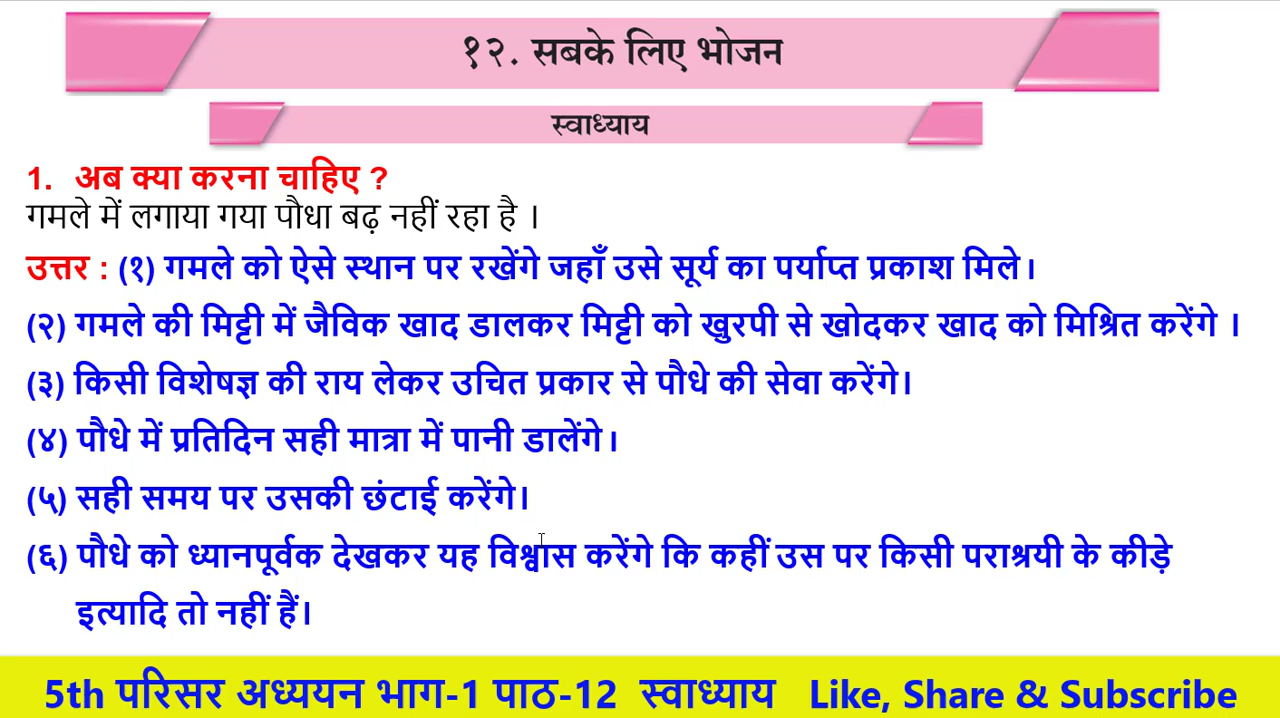 १२. सबके लिए भोजन
स्वाध्याय
1. अब क्या करना चाहिए ?
गमले में लगाया गया पौधा बढ़ नहीं रहा है ।
उत्तर : (१) गमले को ऐसे स्थान पर रखेंगे जहाँ उसे सूर्य का पर्याप्त प्रकाश मिले।
(२) गमले की मिट्टी में जैविक खाद डालकर मिट्टी को खुरपी से खोदकर खाद को मिश्रित करेंगे ।
(३) किसी विशेषज्ञ की राय लेकर उचित प्रकार से पौधे की सेवा करेंगे।
(४) पौधे में प्रतिदिन सही मात्रा में पानी डालेंगे।
(५) सही समय पर उसकी छंटाई करेंगे।
(६) पौधे को ध्यानपूर्वक देखकर यह विश्वास करेंगे कि कहीं उस पर किसी पराश्रयी के कीड़े
इत्यादि तो नहीं हैं।
5th परिसर अध्ययन भाग-1 पाठ-12 स्वाध्याय Like, Share & Subscribe